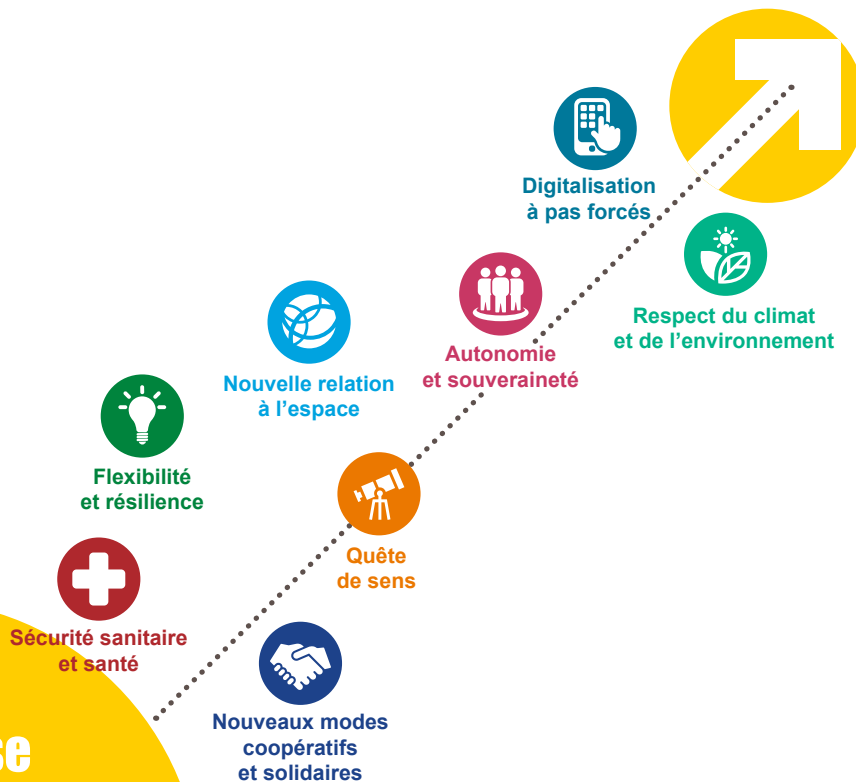 Digitalisation
à pas forcés
Respect du climat
et de l'environnement
Autonomie
et souveraineté
Nouvelle relation
à l'espace
Flexibilité
et résilience
Quête
de sens
Sécurité sanitaire
et santé
Nouveaux modes
coopératifs
et solidaires
se